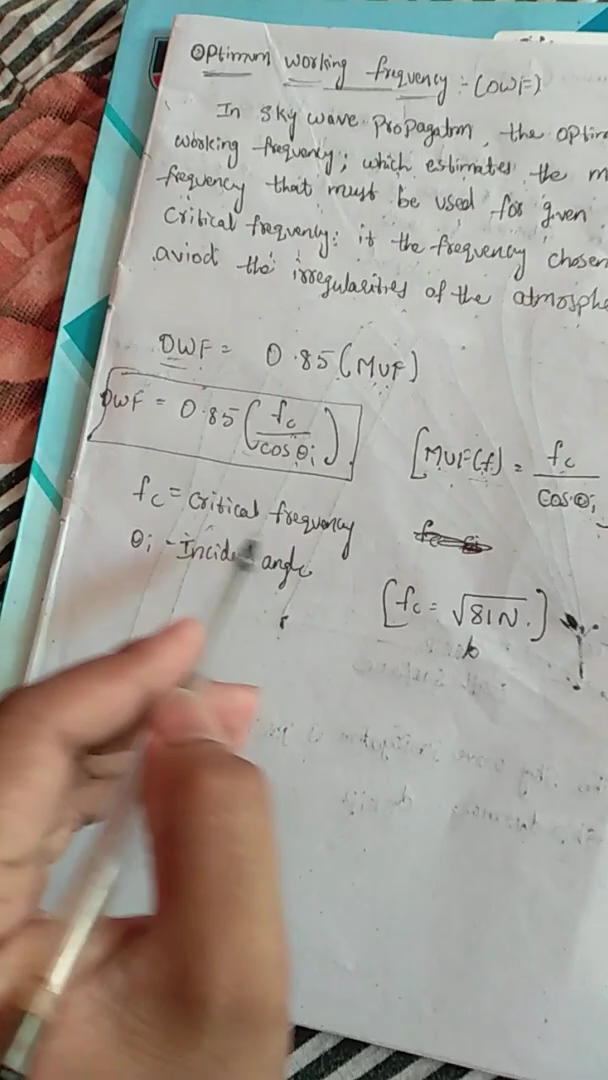 Optimum working frequency :- (OWF)
In sky wave propagation, the optim
working frequency; which estimates the m
frequency that must be used for given
Critical frequency: it the frequency chosen
aviod the irregularities of the atmosphe
OWF = 0.85 (MUF)
OWF = 0.85 (fc / cos θi)
[MUF(f) = fc / cos θi
fc = critical frequency
θi - Incident angle
[fc = √81N.]